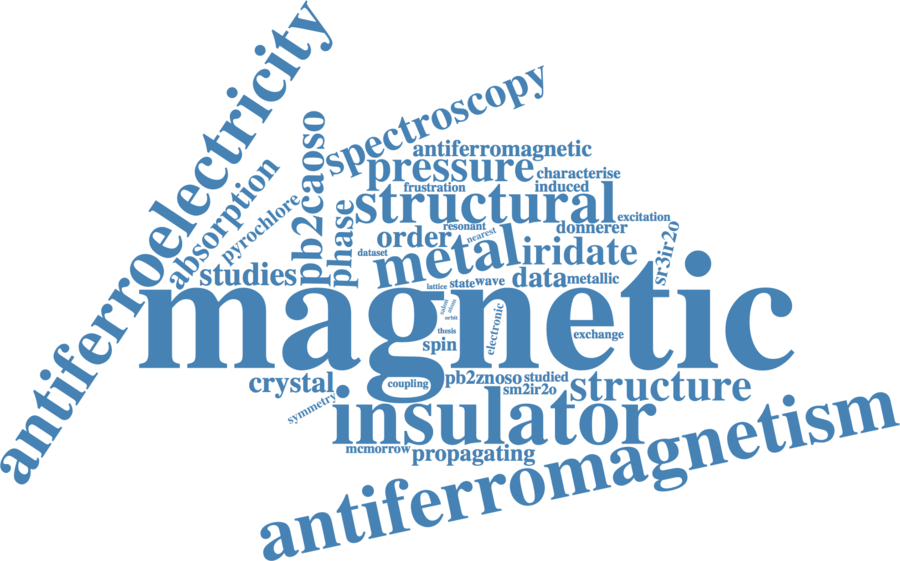 antiferroelectricity
spectroscopy
antiferromagnetic
pressure
characterise
frustration
induced
absorption
pb2caoso
structural
excitation
pyrochlore
phase
resonant
donnerer
order
nearest
sr3ir2o
metal
iridate
dataset
studies
lattice
state
wave
data
metallic
magnetic
orbit
thesis
electronic
exchange
spin
crystal
coupling
pb2znoso
studied
structure
sm2ir2o
symmetry
insulator
mcmorrow
propagating
antiferromagnetism